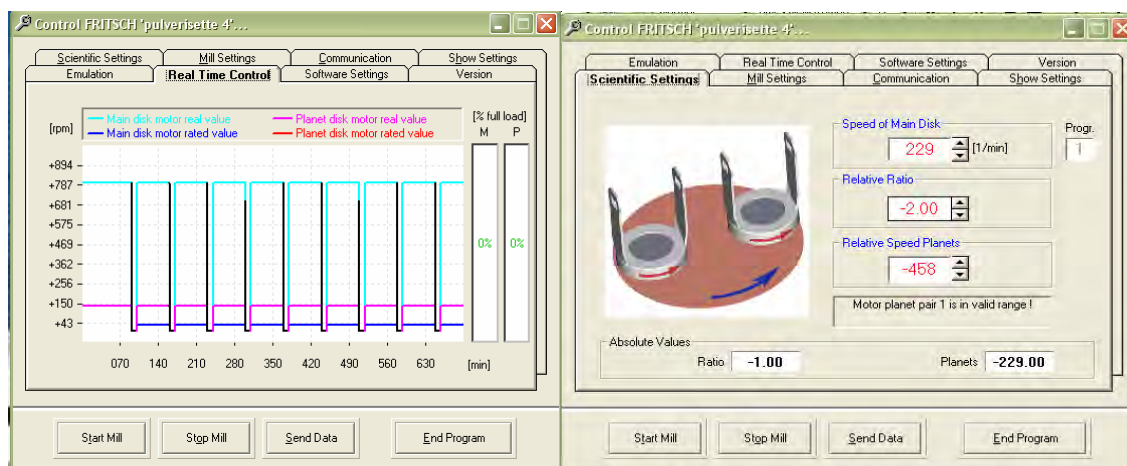 Control FRITSCH 'pulverisette 4'...
Scientific Settings Mill Settings Communication Show Settings
Emulation Real Time Control Software Settings Version
Main disk motor real value Planet disk motor real value
Main disk motor rated value Planet disk motor rated value
[rpm]
[% full load]
M P
+894
+787
+681
+575
+469
+362
+256
+150
+43
0% 0%
070 140 210 280 350 420 490 560 630 [min]
Start Mill Stop Mill Send Data End Program
Control FRITSCH 'pulverisette 4'...
Emulation Real Time Control Software Settings Version
Scientific Settings Mill Settings Communication Show Settings
Speed of Main Disk
229 [1/min]
Progr.
1
Relative Ratio
-2.00
Relative Speed Planets
-458
Motor planet pair 1 is in valid range !
Absolute Values
Ratio -1.00 Planets -229.00
Start Mill Stop Mill Send Data End Program